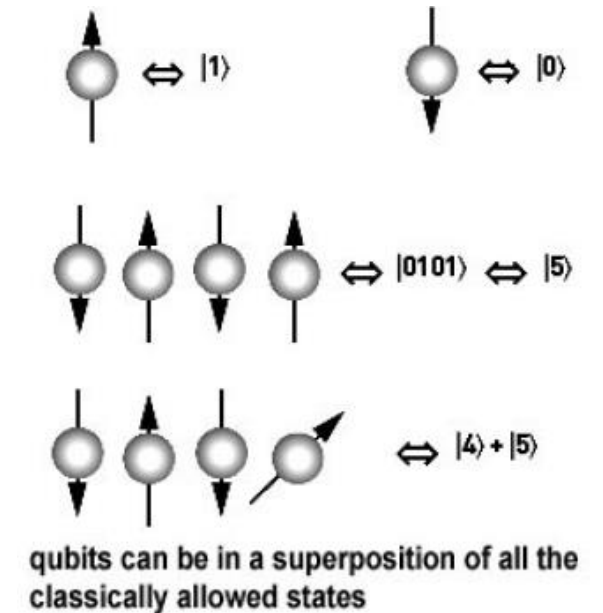 ⇔ |1⟩ ⇔ |0⟩
⇔ |0101⟩ ⇔ |5⟩
⇔ |4⟩ + |5⟩
qubits can be in a superposition of all the
classically allowed states